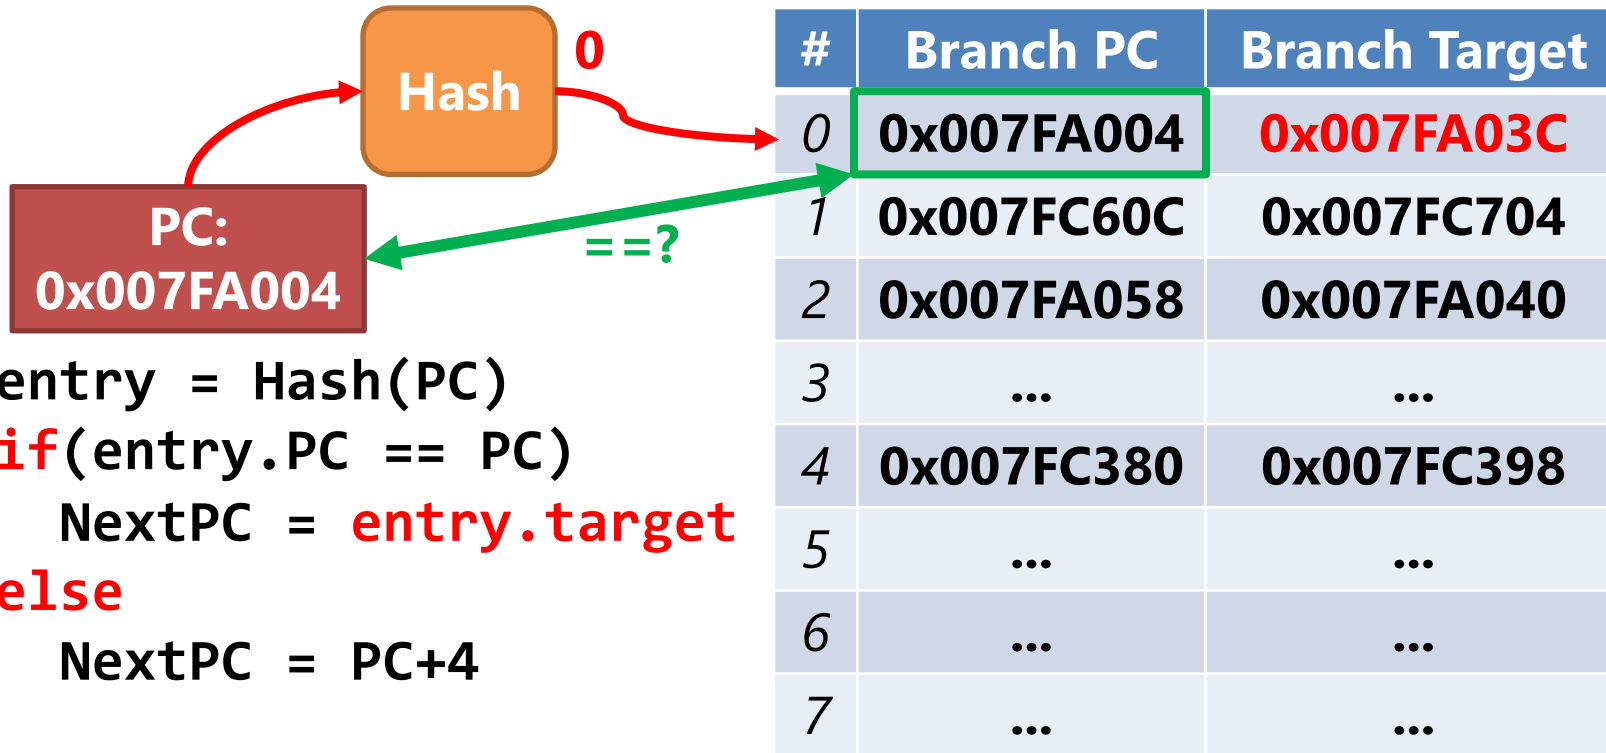 Hash
0
PC:
0x007FA004
==?
entry = Hash(PC)
if(entry.PC == PC)
NextPC = entry.target
else
NextPC = PC+4
# Branch PC Branch Target
0 0x007FA004 0x007FA03C
1 0x007FC60C 0x007FC704
2 0x007FA058 0x007FA040
3 ... ...
4 0x007FC380 0x007FC398
5 ... ...
6 ... ...
7 ... ...